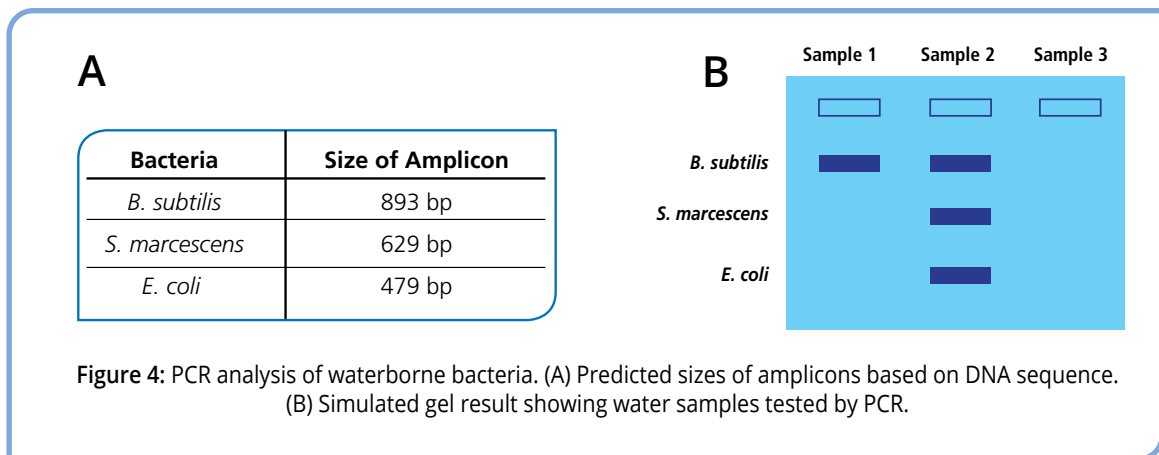 A
Bacteria Size of Amplicon
B. subtilis 893 bp
S. marcescens 629 bp
E. coli 479 bp
B
Sample 1 Sample 2 Sample 3
B. subtilis
S. marcescens
E. coli
Figure 4: PCR analysis of waterborne bacteria. (A) Predicted sizes of amplicons based on DNA sequence.
(B) Simulated gel result showing water samples tested by PCR.